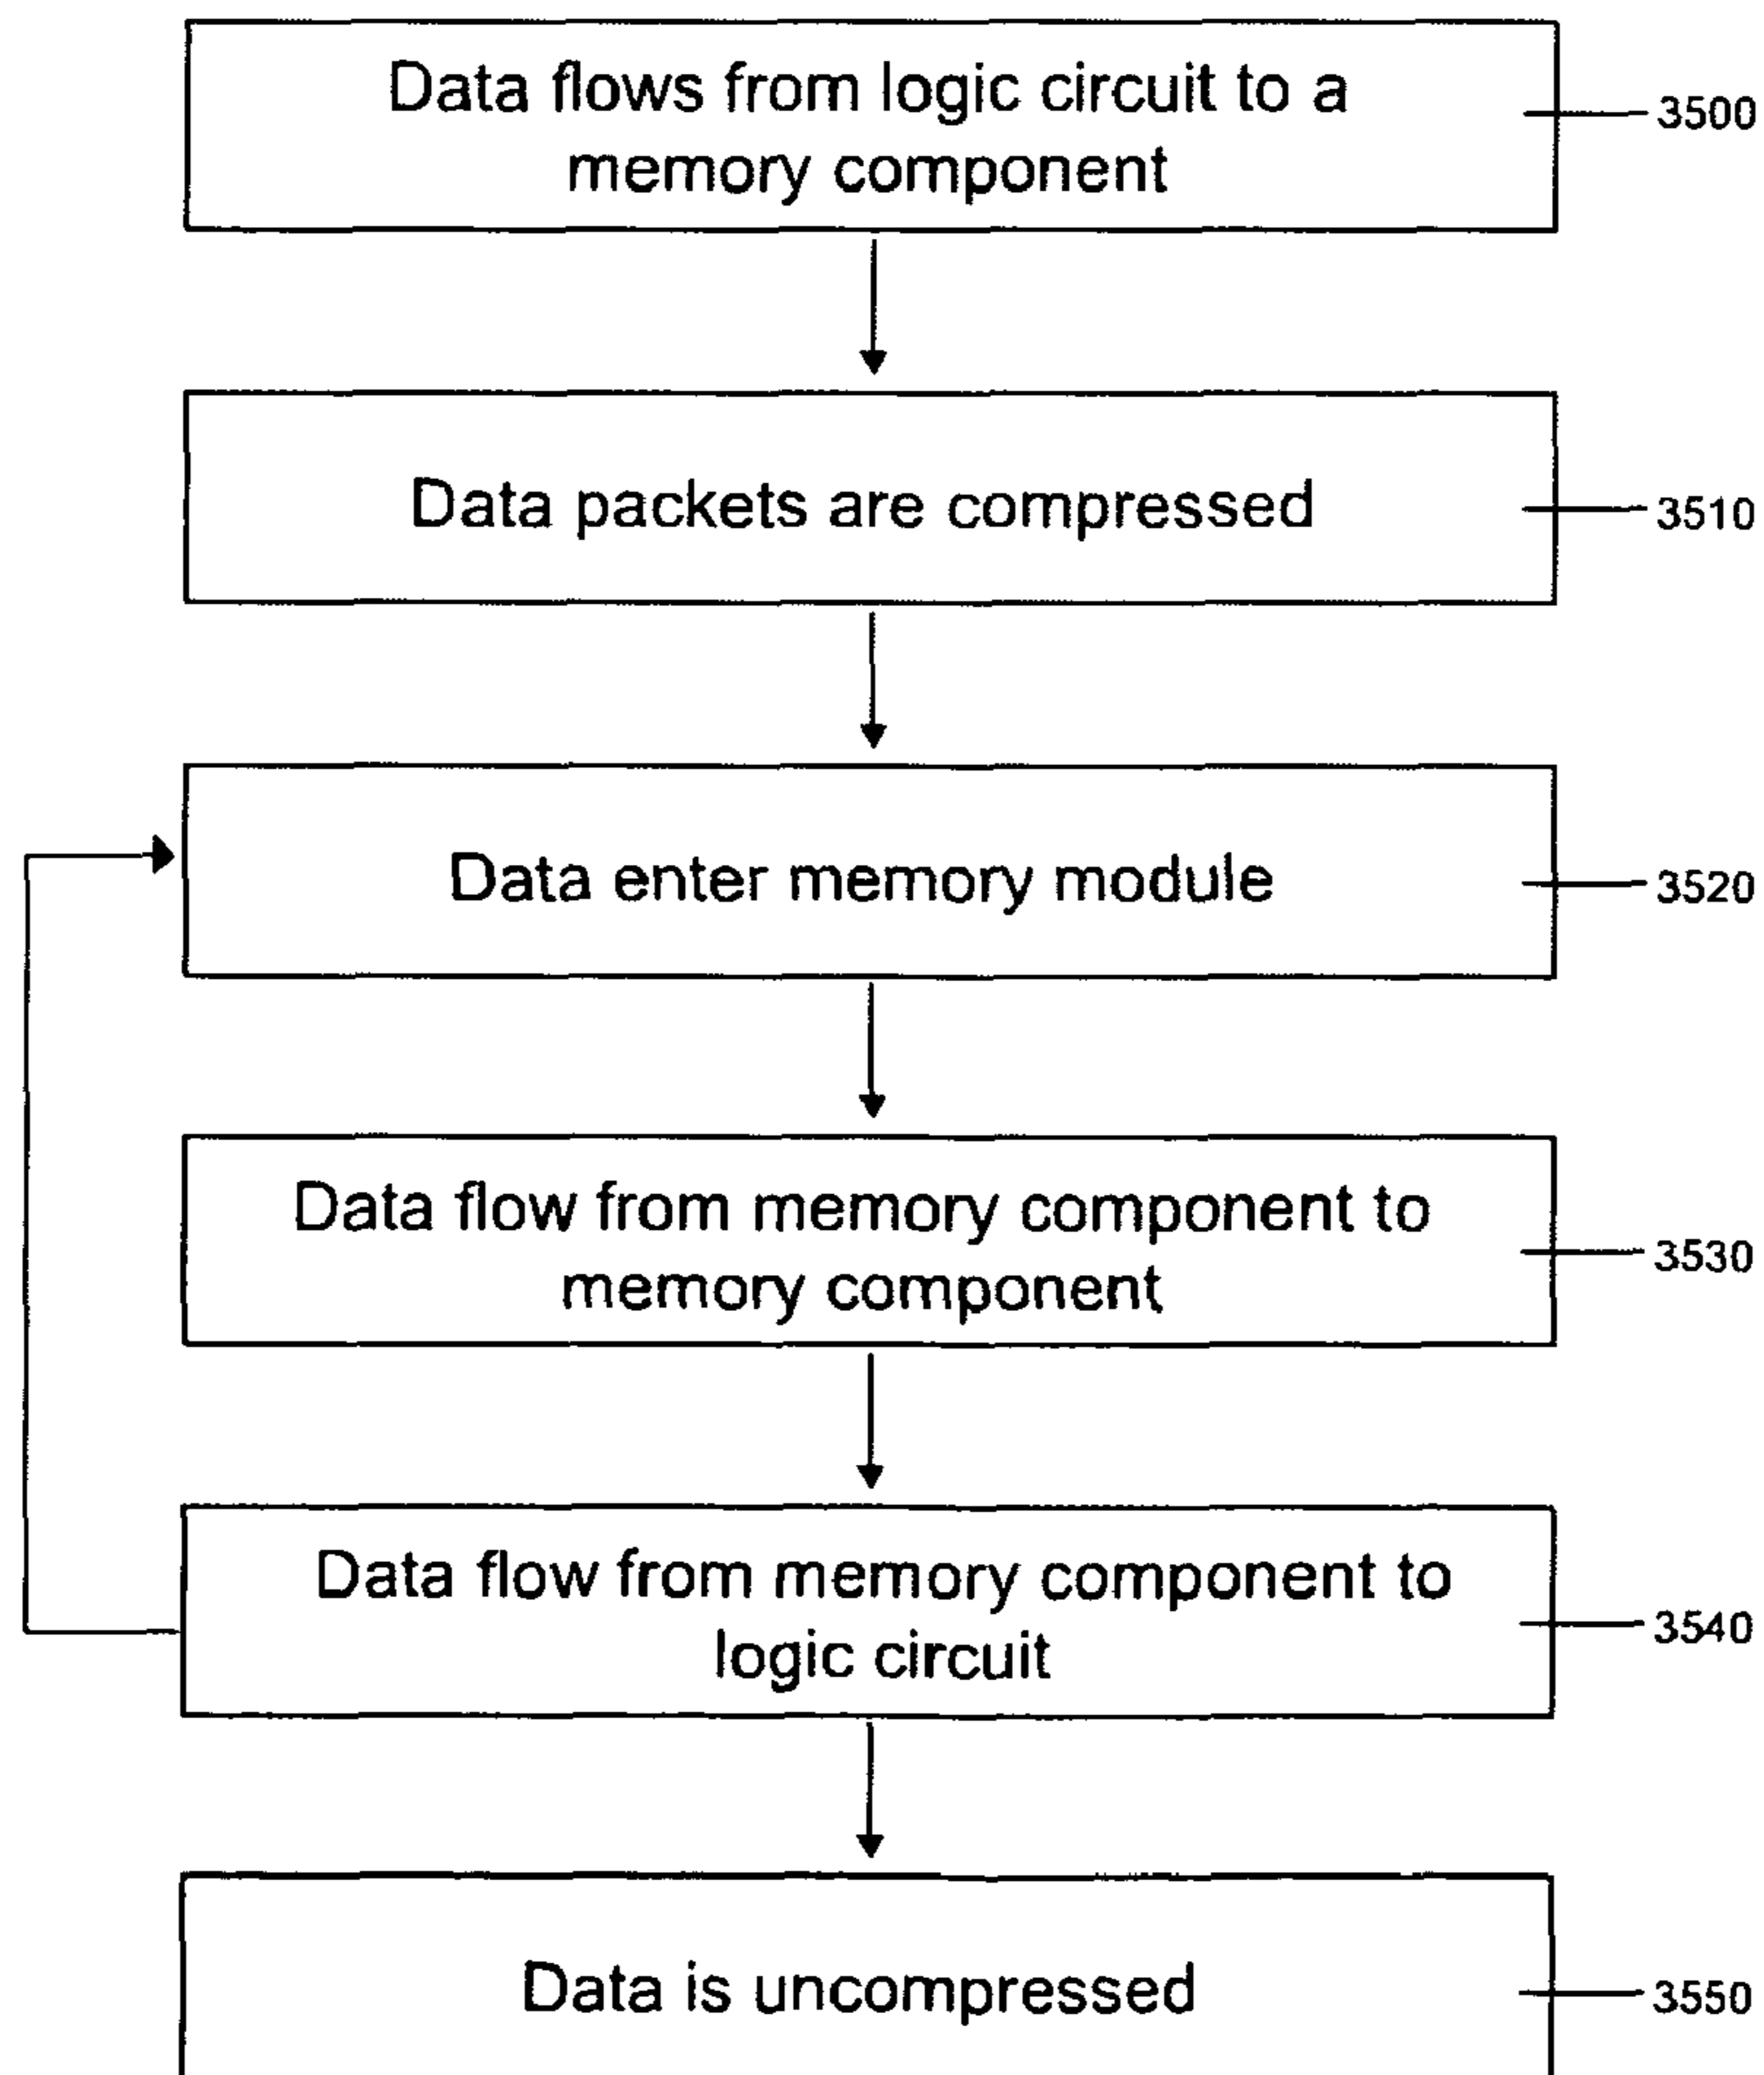 Data flows from logic circuit to a
memory component
3500
Data packets are compressed
3510
Data enter memory module
3520
Data flow from memory component to
memory component
3530
Data flow from memory component to
logic circuit
3540
Data is uncompressed
3550